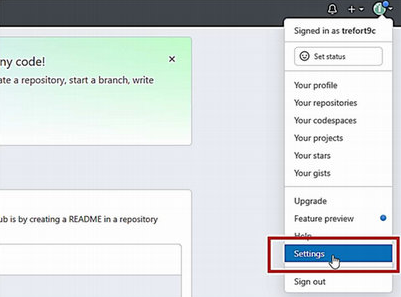 Signed in as trefort9c
ny code!
Set status
ate a repository, start a branch, write
Your profile
Your repositories
Your codespaces
Your projects
Your stars
Your gists
Upgrade
ub is by creating a README in a repository
Feature preview
Help
Settings
Sign out